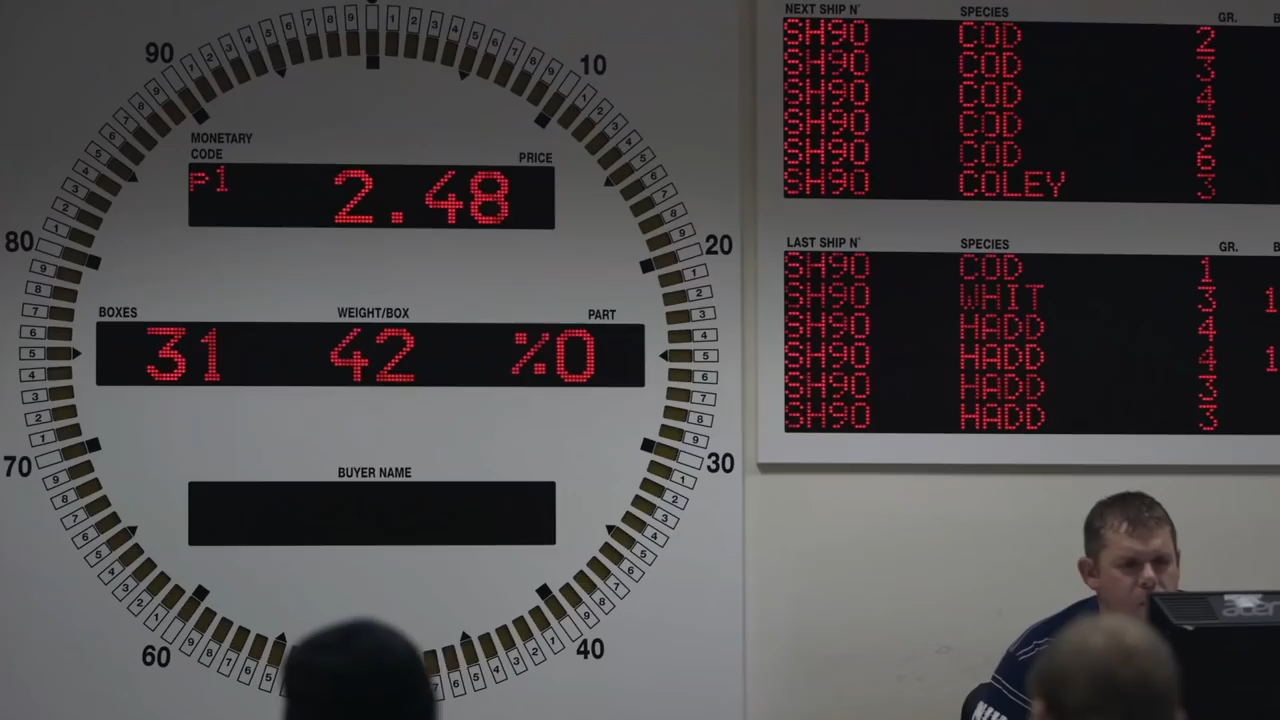 MONETARY
CODE PRICE
P1 2.48
BOXES WEIGHT/BOX PART
31 42 %0
BUYER NAME
10
20
30
40
60
70
80
90
NEXT SHIP N° SPECIES GR. B
SH90 COD 2
SH90 COD 3
SH90 COD 4
SH90 COD 5
SH90 COD 6
SH90 COLEY 3
LAST SHIP N° SPECIES GR. B
SH90 COD 1
SH90 WHIT 3 1
SH90 HADD 4
SH90 HADD 4 1
SH90 HADD 3
SH90 HADD 3
acer